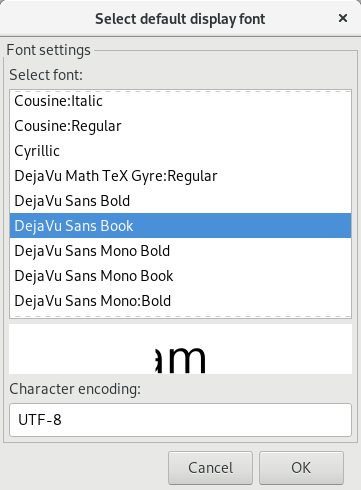 Select default display font
Font settings
Select font:
Cousine:Italic
Cousine:Regular
Cyrillic
DejaVu Math TeX Gyre:Regular
DejaVu Sans Bold
DejaVu Sans Book
DejaVu Sans Mono Bold
DejaVu Sans Mono Book
DejaVu Sans Mono:Bold
am
Character encoding:
UTF-8
Cancel OK